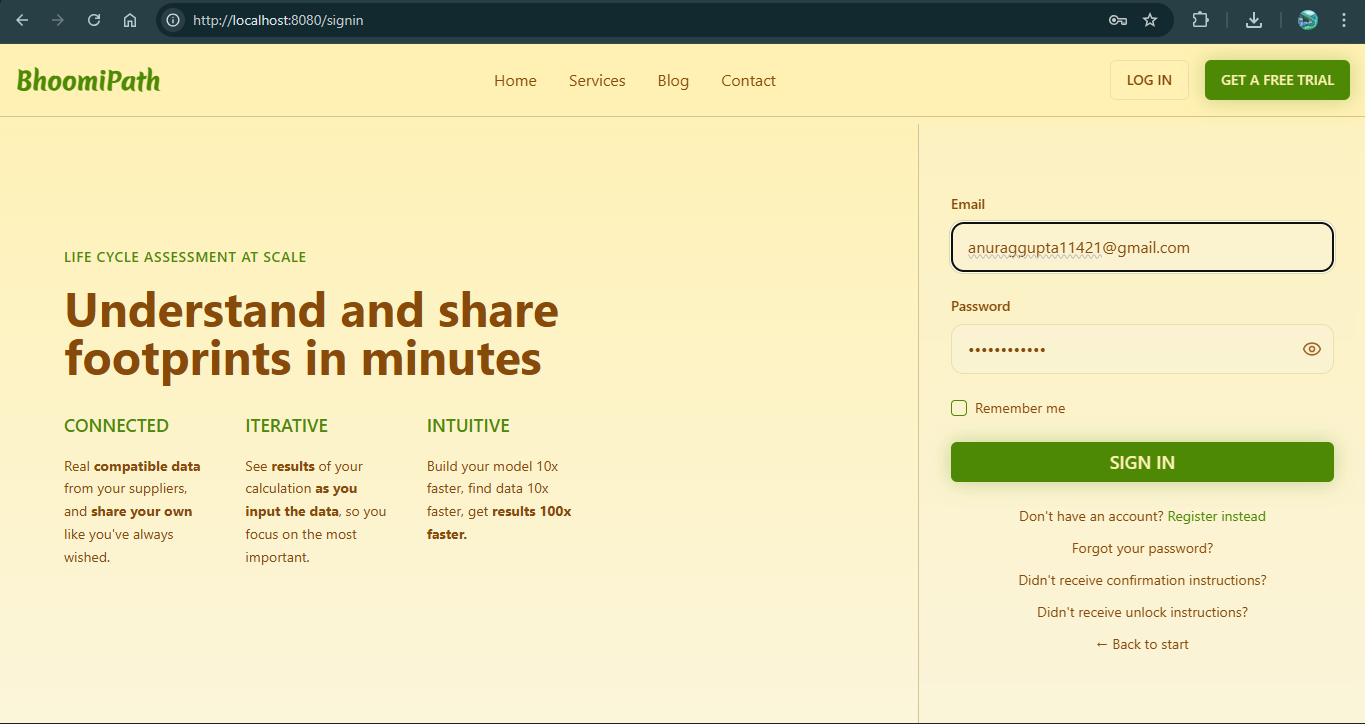 http://localhost:8080/signin
BhoomiPath
Home Services Blog Contact
LOG IN
GET A FREE TRIAL
LIFE CYCLE ASSESSMENT AT SCALE
Understand and share
footprints in minutes
CONNECTED
Real compatible data
from your suppliers,
and share your own
like you've always
wished.
ITERATIVE
See results of your
calculation as you
input the data, so you
focus on the most
important.
INTUITIVE
Build your model 10x
faster, find data 10x
faster, get results 100x
faster.
Email
anuraggupta11421@gmail.com
Password
••••••••••••
Remember me
SIGN IN
Don't have an account? Register instead
Forgot your password?
Didn't receive confirmation instructions?
Didn't receive unlock instructions?
← Back to start